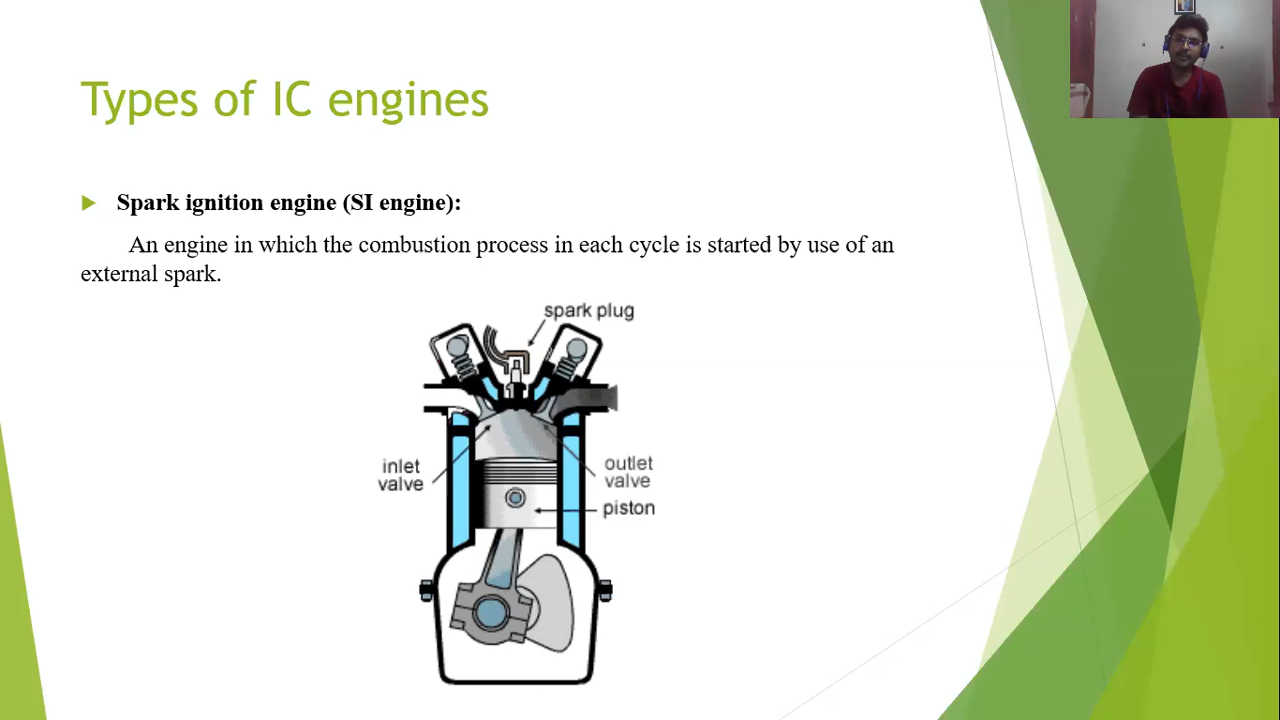 Types of IC engines
Spark ignition engine (SI engine):
An engine in which the combustion process in each cycle is started by use of an
external spark.
spark plug
inlet
valve
outlet
valve
piston